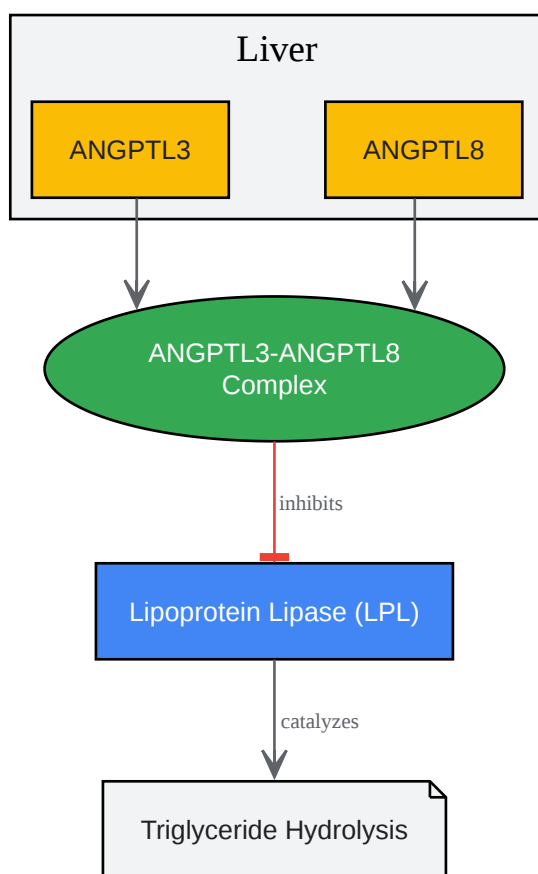 Liver
ANGPTL3
ANGPTL8
ANGPTL3-ANGPTL8
Complex
inhibits
Lipoprotein Lipase (LPL)
catalyzes
Triglyceride Hydrolysis